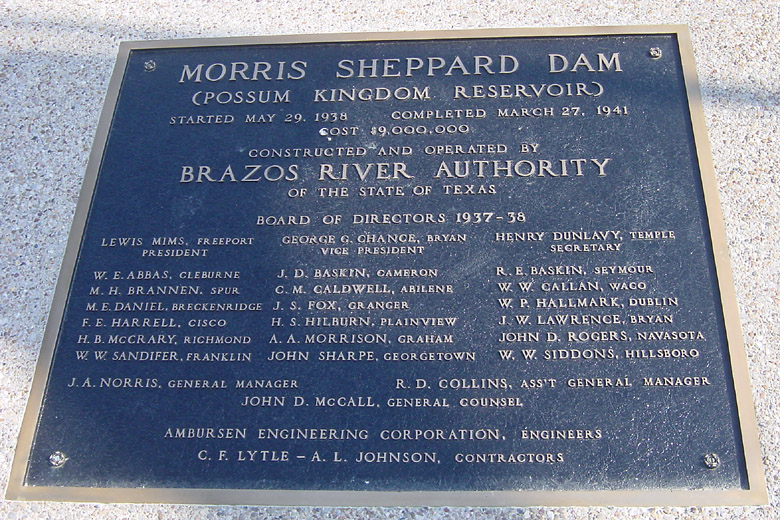 MORRIS SHEPPARD DAM
(POSSUM KINGDOM RESERVOIR)
STARTED MAY 29, 1938 COMPLETED MARCH 27, 1941
COST $9,000,000
CONSTRUCTED AND OPERATED BY
BRAZOS RIVER AUTHORITY
OF THE STATE OF TEXAS
BOARD OF DIRECTORS 1937-38
LEWIS MIMS, FREEPORT GEORGE G. CHANCE, BRYAN HENRY DUNLAVY, TEMPLE
PRESIDENT VICE PRESIDENT SECRETARY
W. E. ABBAS, CLEBURNE J. D. BASKIN, CAMERON R. E. BASKIN, SEYMOUR
M. H. BRANNEN, SPUR C. M. CALDWELL, ABILENE W. W. CALLAN, WACO
M. E. DANIEL, BRECKENRIDGE J. S. FOX, GRANGER W. P. HALLMARK, DUBLIN
F. E. HARRELL, CISCO H. S. HILBURN, PLAINVIEW J. W. LAWRENCE, BRYAN
H. B. McCRARY, RICHMOND A. A. MORRISON, GRAHAM JOHN D. ROGERS, NAVASOTA
W. W. SANDIFER, FRANKLIN JOHN SHARPE, GEORGETOWN W. W. SIDDONS, HILLSBORO
J. A. NORRIS, GENERAL MANAGER R. D. COLLINS, ASS'T GENERAL MANAGER
JOHN D. McCALL, GENERAL COUNSEL
AMBURSEN ENGINEERING CORPORATION, ENGINEERS
C. F. LYTLE – A. L. JOHNSON, CONTRACTORS